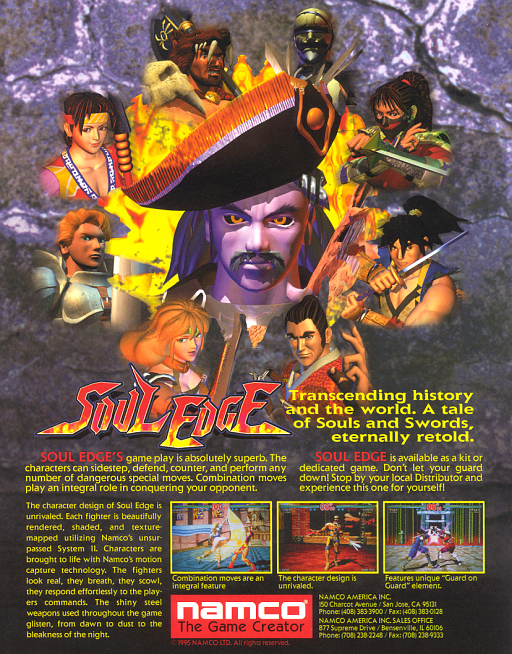 SOUL EDGE
Transcending history
and the world. A tale
of Souls and Swords,
eternally retold.
SOUL EDGE'S game play is absolutely superb. The
characters can sidestep, defend, counter, and perform any
number of dangerous special moves. Combination moves
play an integral role in conquering your opponent.
SOUL EDGE is available as a kit or
dedicated game. Don't let your guard
down! Stop by your local Distributor and
experience this one for yourself!
The character design of Soul Edge is
unrivaled. Each fighter is beautifully
rendered, shaded, and texture-
mapped utilizing Namco's unsur-
passed System 11. Characters are
brought to life with Namco's motion
capture technology. The fighters
look real, they breath, they scowl,
they respond effortlessly to the play-
ers commands. The shiny steel
weapons used throughout the game
glisten, from dawn to dust to the
bleakness of the night.
Combination moves are an
integral feature
The character design is
unrivaled.
Features unique "Guard on
Guard" element.
namco®
The Game Creator
© 1995 NAMCO LTD. All rights reserved.
NAMCO AMERICA INC.
150 Charcot Avenue / San Jose, CA 95131
Phone: (408) 383-3900 / Fax: (408) 383-0128
NAMCO AMERICA INC. SALES OFFICE
877 Supreme Drive / Bensenville, IL 60106
Phone: (708) 238-2248 / Fax: (708) 238-9333